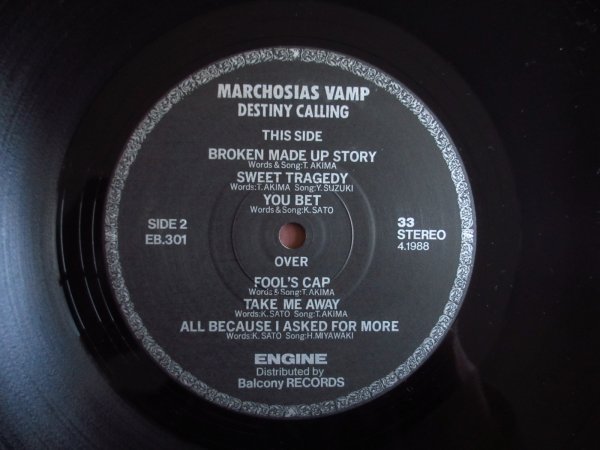 MARCHOSIAS VAMP
DESTINY CALLING
THIS SIDE
BROKEN MADE UP STORY
Words & Song:T. AKIMA
SWEET TRAGEDY
Words:T. AKIMA Song:Y. SUZUKI
YOU BET
Words & Song:K. SATO
SIDE 2
EB.301
33
STEREO
4.1988
OVER
FOOL'S CAP
Words & Song:T. AKIMA
TAKE ME AWAY
Words:K. SATO Song:T. AKIMA
ALL BECAUSE I ASKED FOR MORE
Words:K. SATO Song:H. MIYAWAKI
ENGINE
Distributed by
Balcony RECORDS